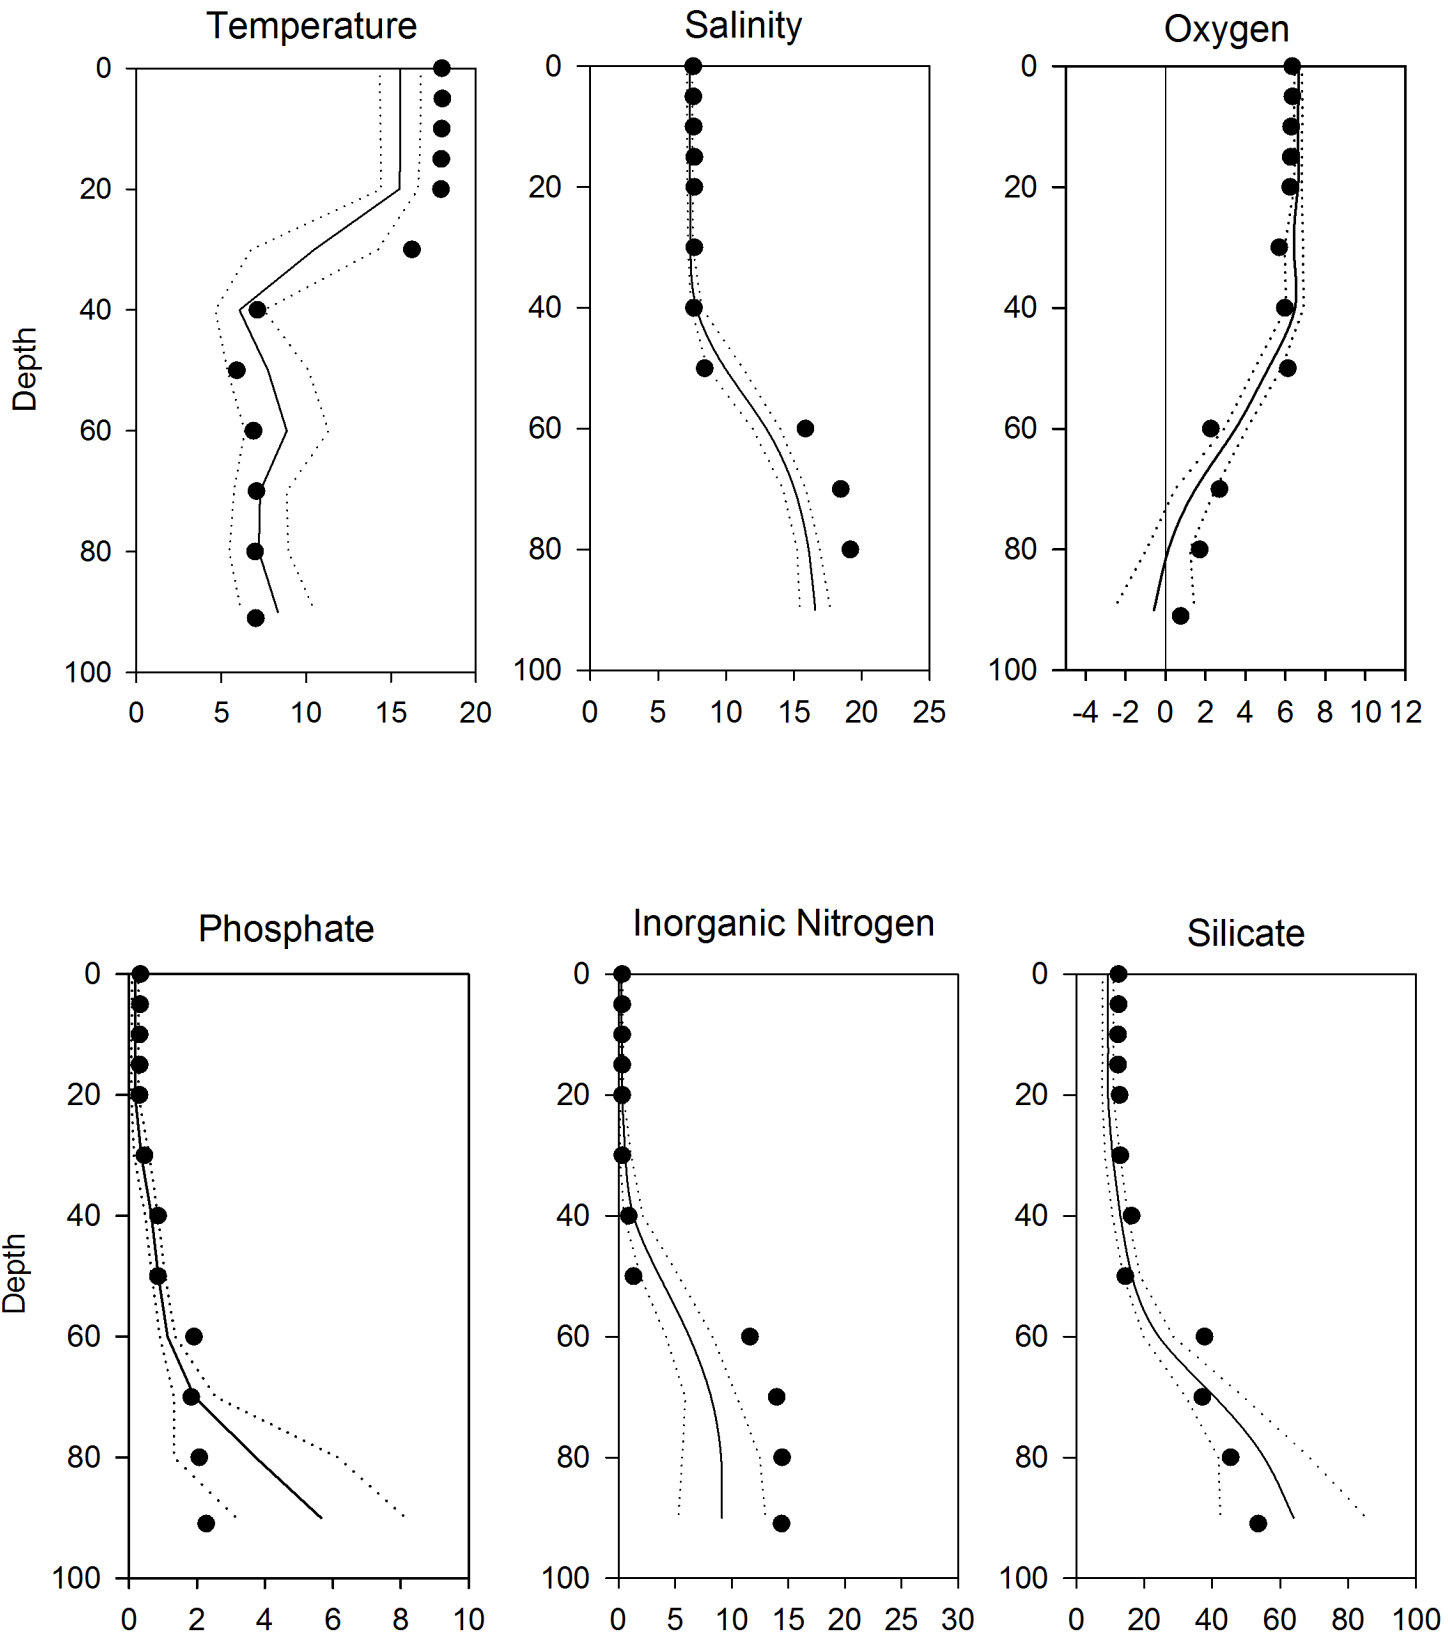 Temperature Salinity Oxygen
0 0 0
20 20 20
40 40 40
Depth
60 60 60
80 80 80
100 100 100
0 5 10 15 20 0 5 10 15 20 25 -4 -2 0 2 4 6 8 10 12
Phosphate Inorganic Nitrogen Silicate
0 0 0
20 20 20
40 40 40
Depth
60 60 60
80 80 80
100 100 100
0 2 4 6 8 10 0 5 10 15 20 25 30 0 20 40 60 80 100